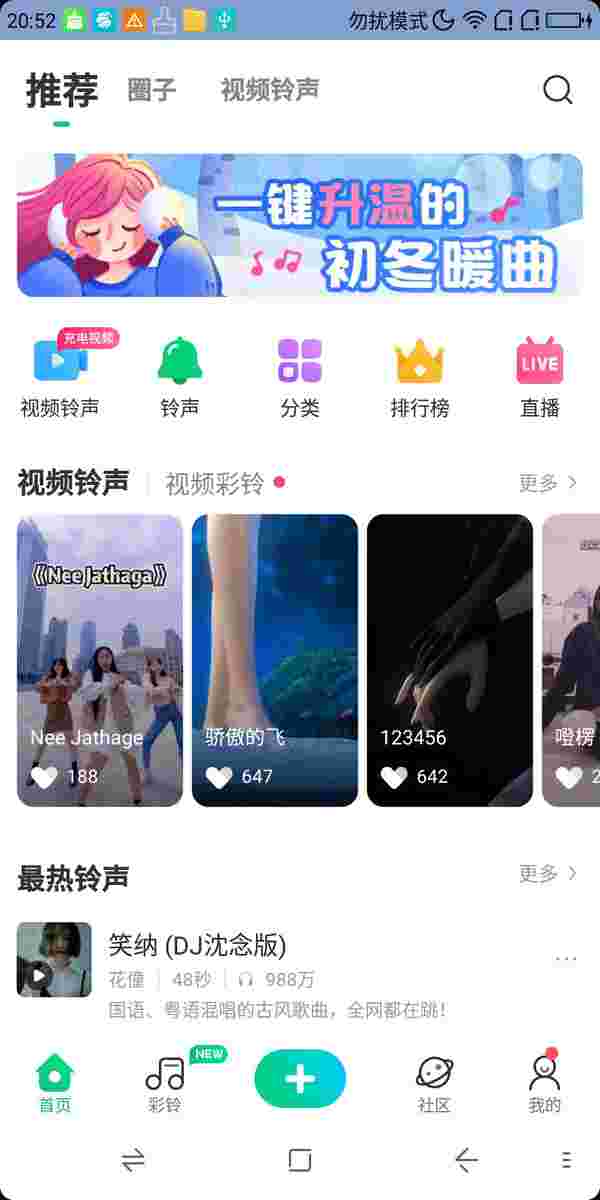 20:52
勿扰模式
推荐 圈子 视频铃声
一键升温的
初冬暖曲
充电视频
LIVE
视频铃声 铃声 分类 排行榜 直播
视频铃声 视频彩铃 更多
《Nee Jathaga》
Nee Jathage 骄傲的飞 123456 噔楞
188 647 642 2
最热铃声 更多
笑纳 (DJ沈念版)
花僮 48秒 988万
国语、粤语混唱的古风歌曲，全网都在跳！
NEW
首页 彩铃 社区 我的